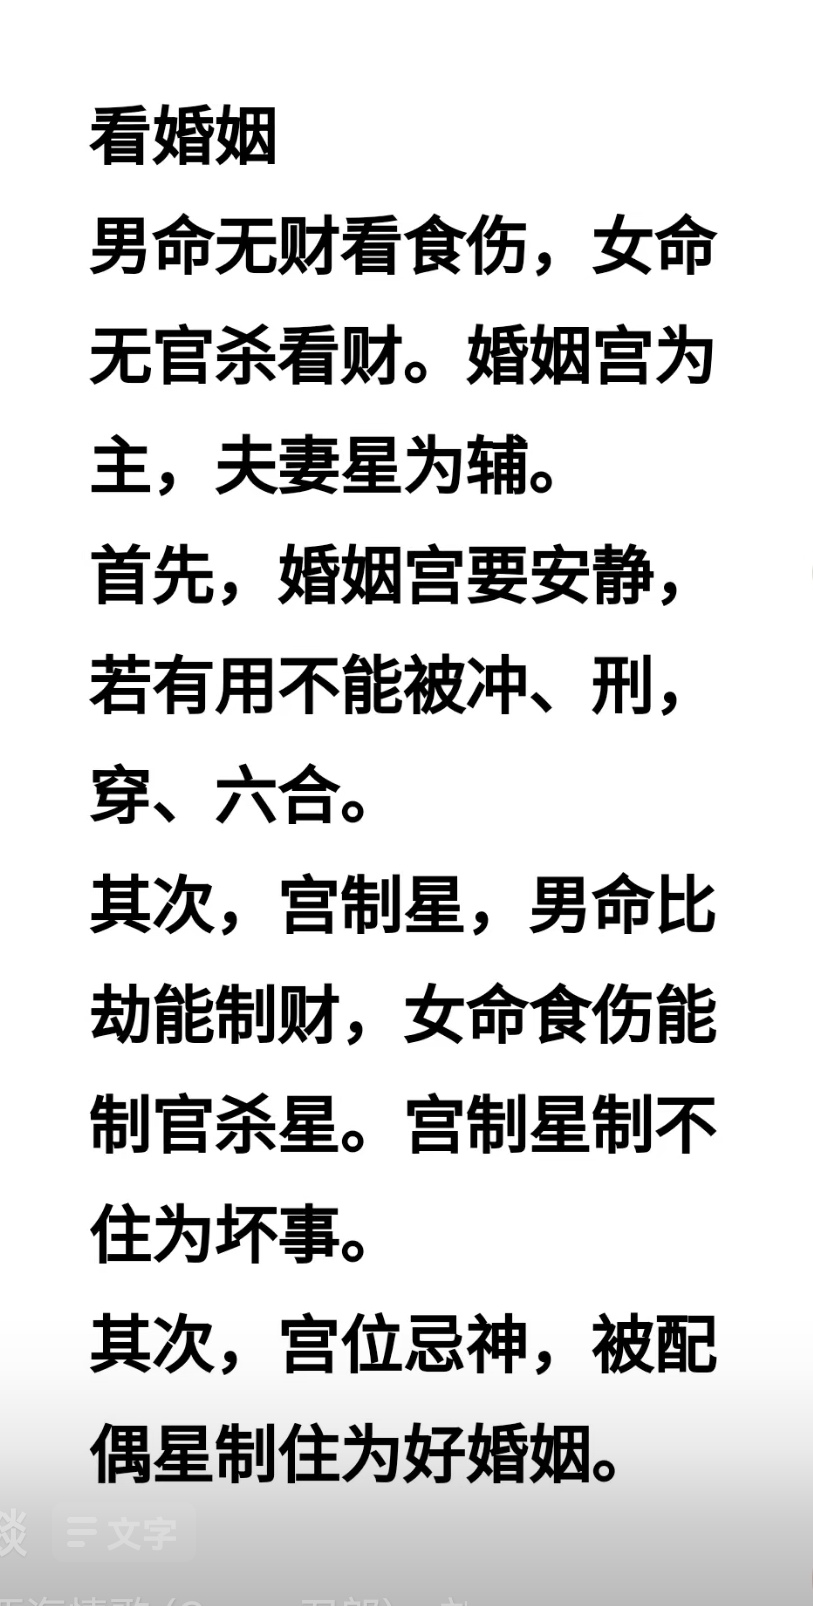 看婚姻
男命无财看食伤，女命
无官杀看财。婚姻宫为
主，夫妻星为辅。
首先，婚姻宫要安静，
若有用不能被冲、刑，
穿、六合。
其次，宫制星，男命比
劫能制财，女命食伤能
制官杀星。宫制星制不
住为坏事。
其次，宫位忌神，被配
偶星制住为好婚姻。
文字